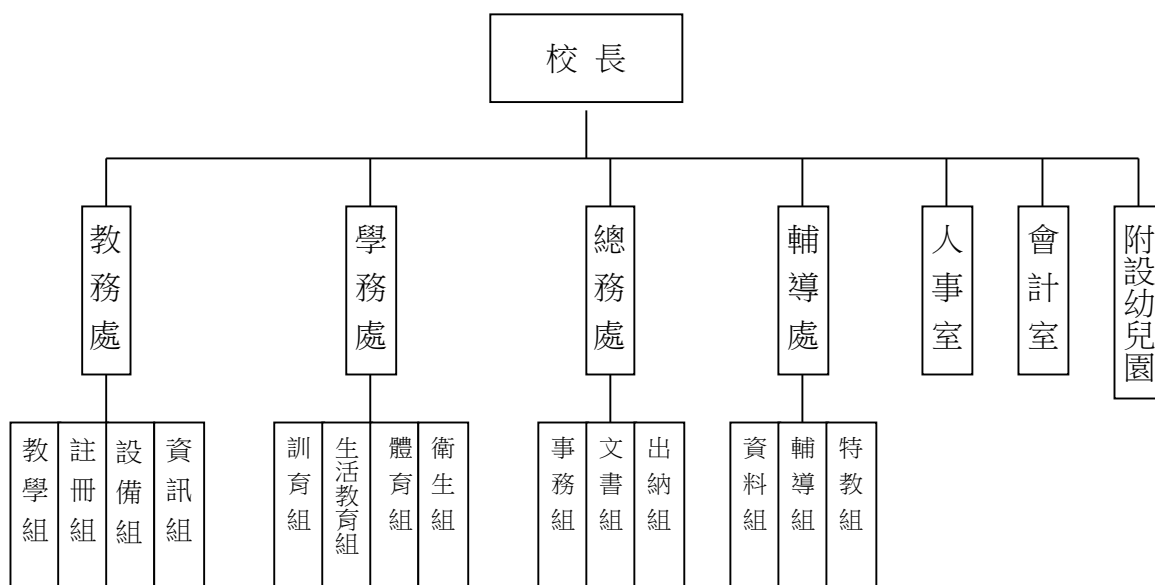 校長
教務處
學務處
總務處
輔導處
人事室
會計室
附設幼兒園
教學組
註冊組
設備組
資訊組
訓育組
生活教育組
體育組
衛生組
事務組
文書組
出納組
資料組
輔導組
特教組